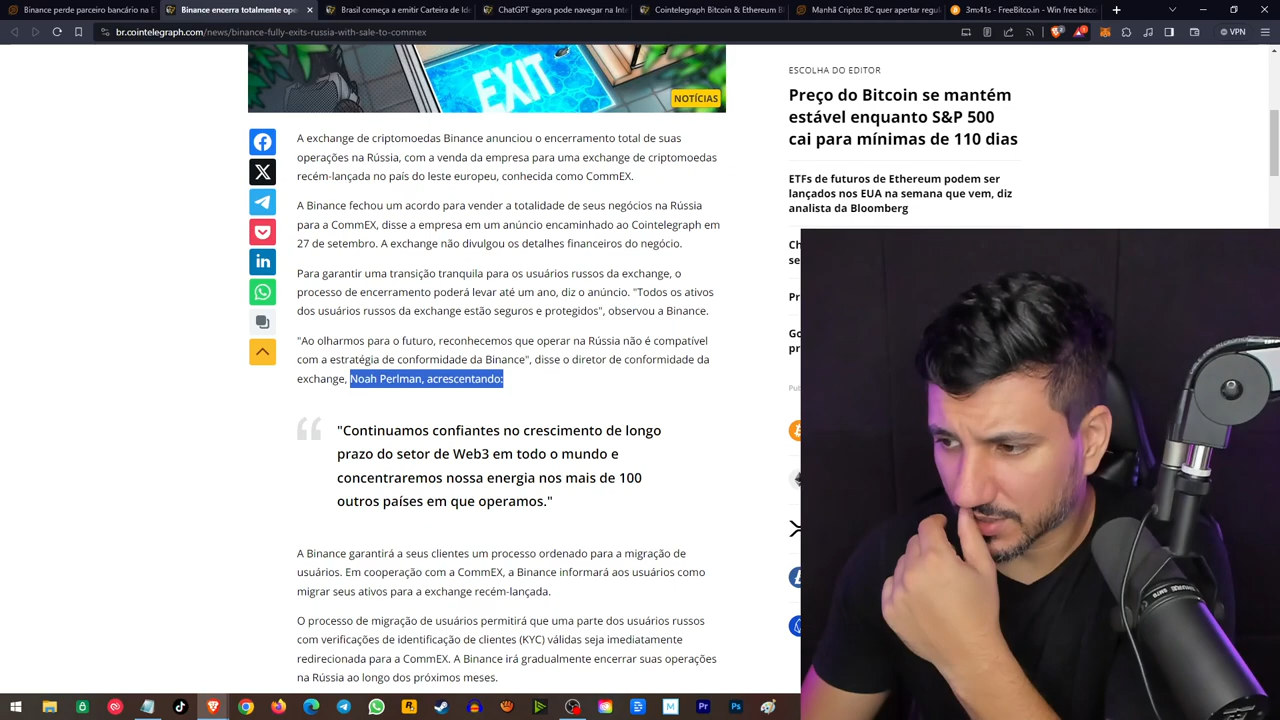 Binance perde parceiro bancário na E
Binance encerra totalmente ope
Brasil começa a emitir Carteira de Ide
ChatGPT agora pode navegar na Inte
Cointelegraph Bitcoin & Ethereum Bl
Manhã Cripto: BC quer apertar regul
3m41s - FreeBitco.in - Win free bitco
br.cointelegraph.com/news/binance-fully-exits-russia-with-sale-to-commex
VPN
EXIT
NOTÍCIAS
A exchange de criptomoedas Binance anunciou o encerramento total de suas
operações na Rússia, com a venda da empresa para uma exchange de criptomoedas
recém-lançada no país do leste europeu, conhecida como CommEX.
A Binance fechou um acordo para vender a totalidade de seus negócios na Rússia
para a CommEX, disse a empresa em um anúncio encaminhado ao Cointelegraph em
27 de setembro. A exchange não divulgou os detalhes financeiros do negócio.
Para garantir uma transição tranquila para os usuários russos da exchange, o
processo de encerramento poderá levar até um ano, diz o anúncio. "Todos os ativos
dos usuários russos da exchange estão seguros e protegidos", observou a Binance.
"Ao olharmos para o futuro, reconhecemos que operar na Rússia não é compatível
com a estratégia de conformidade da Binance", disse o diretor de conformidade da
exchange, Noah Perlman, acrescentando:
"Continuamos confiantes no crescimento de longo
prazo do setor de Web3 em todo o mundo e
concentraremos nossa energia nos mais de 100
outros países em que operamos."
A Binance garantirá a seus clientes um processo ordenado para a migração de
usuários. Em cooperação com a CommEX, a Binance informará aos usuários como
migrar seus ativos para a exchange recém-lançada.
O processo de migração de usuários permitirá que uma parte dos usuários russos
com verificações de identificação de clientes (KYC) válidas seja imediatamente
redirecionada para a CommEX. A Binance irá gradualmente encerrar suas operações
na Rússia ao longo dos próximos meses.
ESCOLHA DO EDITOR
Preço do Bitcoin se mantém
estável enquanto S&P 500
cai para mínimas de 110 dias
ETFs de futuros de Ethereum podem ser
lançados nos EUA na semana que vem, diz
analista da Bloomberg
Ch
se
Pr
Go
pr
Pu